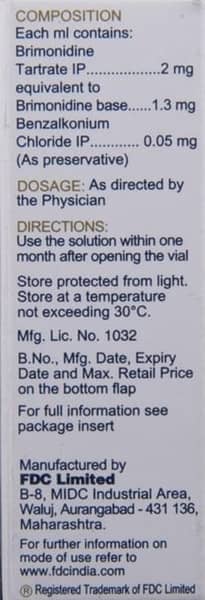 COMPOSITION
Each ml contains:
Brimonidine
Tartrate IP..................2 mg
equivalent to
Brimonidine base......1.3 mg
Benzalkonium
Chloride IP............ 0.05 mg
(As preservative)
DOSAGE: As directed by
the Physician
DIRECTIONS:
Use the solution within one
month after opening the vial
Store protected from light.
Store at a temperature
not exceeding 30°C.
Mfg. Lic. No. 1032
B.No., Mfg. Date, Expiry
Date and Max. Retail Price
on the bottom flap
For full information see
package insert
Manufactured by
FDC Limited
B-8, MIDC Industrial Area,
Waluj, Aurangabad - 431 136,
Maharashtra.
For further information on
mode of use refer to
www.fdcindia.com
® Registered Trademark of FDC Limited